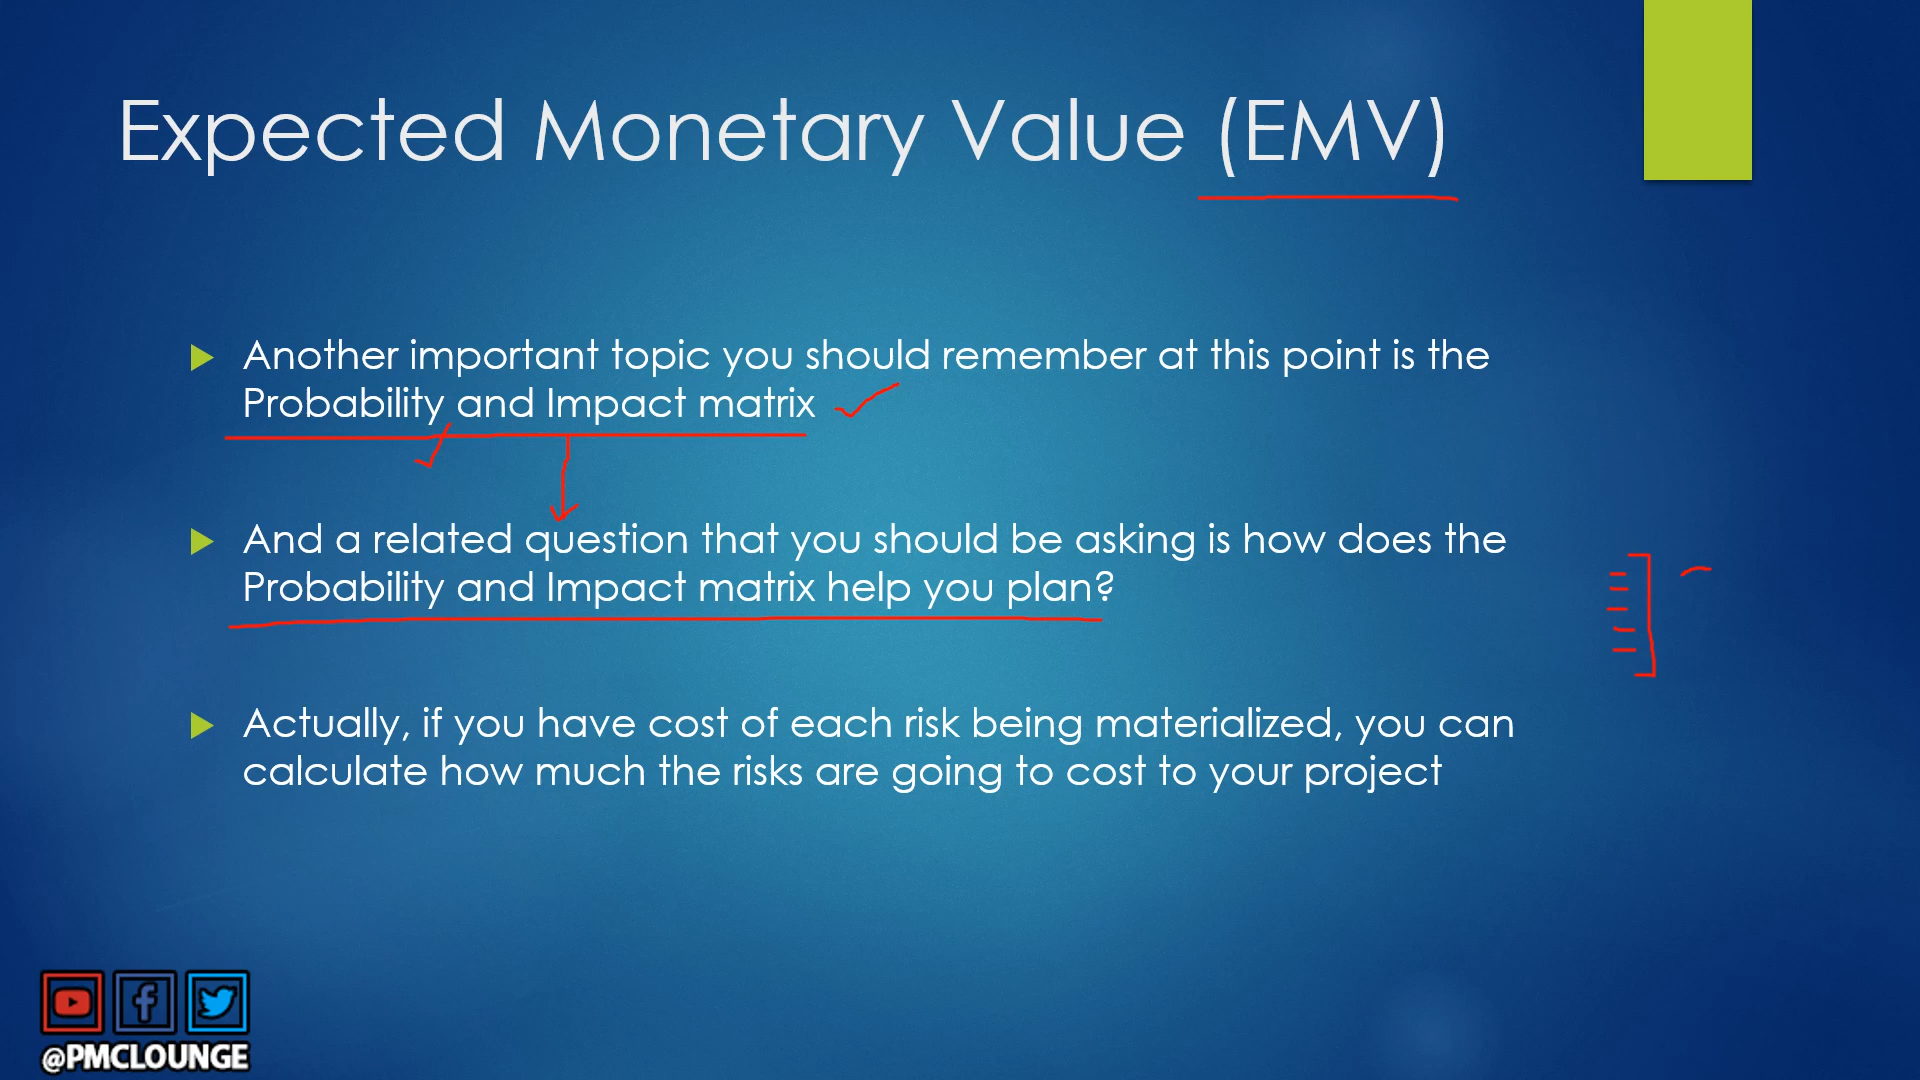 Expected Monetary Value (EMV)
Another important topic you should remember at this point is the
Probability and Impact matrix
And a related question that you should be asking is how does the
Probability and Impact matrix help you plan?
Actually, if you have cost of each risk being materialized, you can
calculate how much the risks are going to cost to your project
@PMCLOUNGE